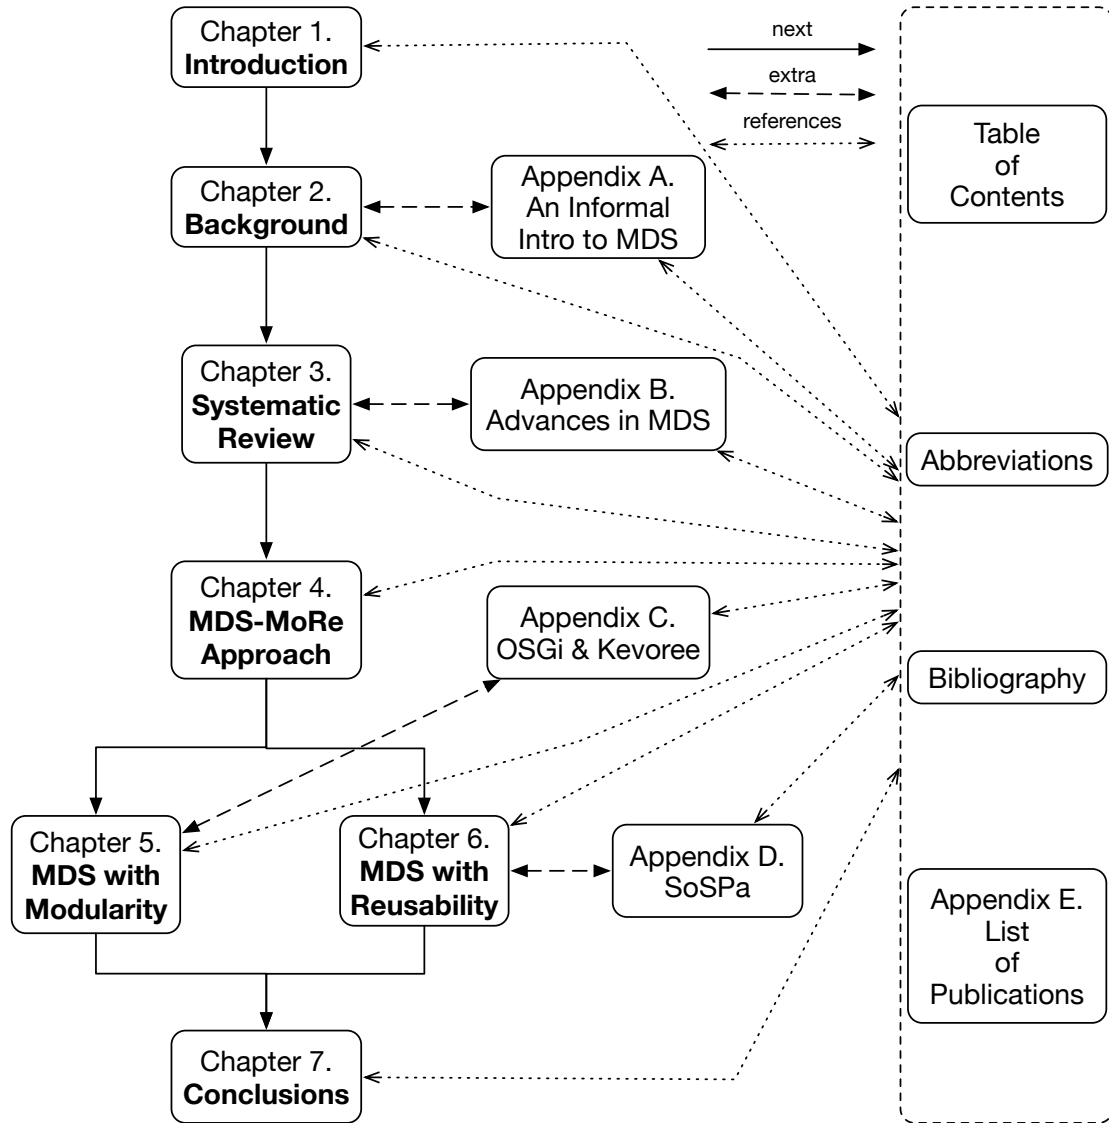 Chapter 1.
Introduction
next
extra
references
Table
of
Contents
Chapter 2.
Background
Appendix A.
An Informal
Intro to MDS
Chapter 3.
Systematic
Review
Appendix B.
Advances in MDS
Abbreviations
Chapter 4.
MDS-MoRe
Approach
Appendix C.
OSGi & Kevoree
Bibliography
Chapter 5.
MDS with
Modularity
Chapter 6.
MDS with
Reusability
Appendix D.
SoSPa
Appendix E.
List
of
Publications
Chapter 7.
Conclusions